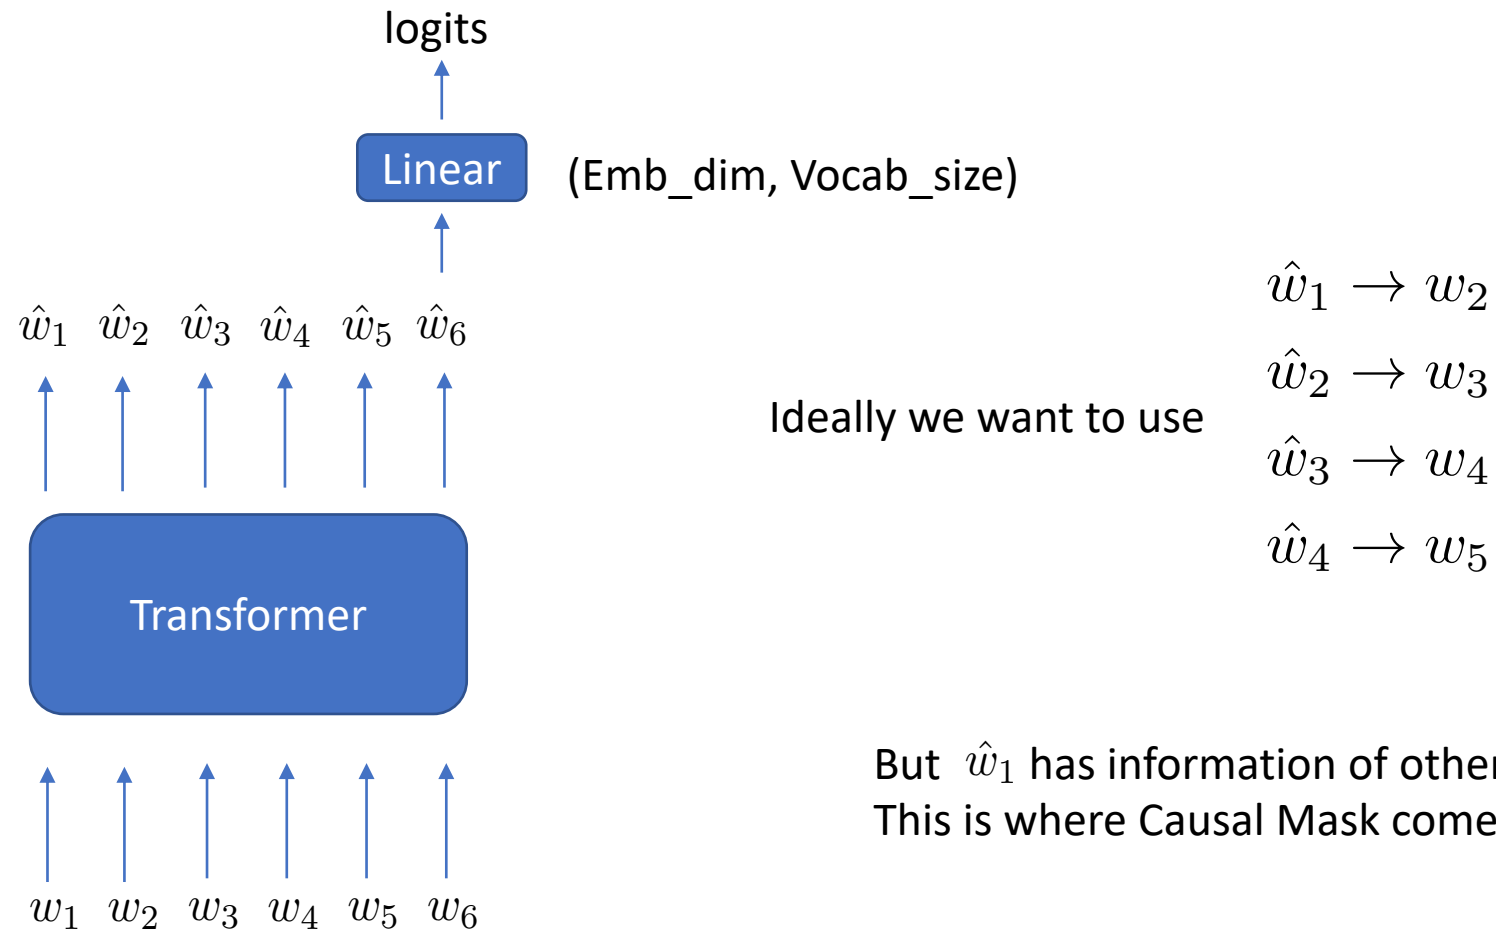 logits
Linear (Emb_dim, Vocab_size)
ŵ₁ ŵ₂ ŵ₃ ŵ₄ ŵ₅ ŵ₆
Transformer
w₁ w₂ w₃ w₄ w₅ w₆
Ideally we want to use
ŵ₁ → w₂
ŵ₂ → w₃
ŵ₃ → w₄
ŵ₄ → w₅
But ŵ₁ has information of other
This is where Causal Mask come